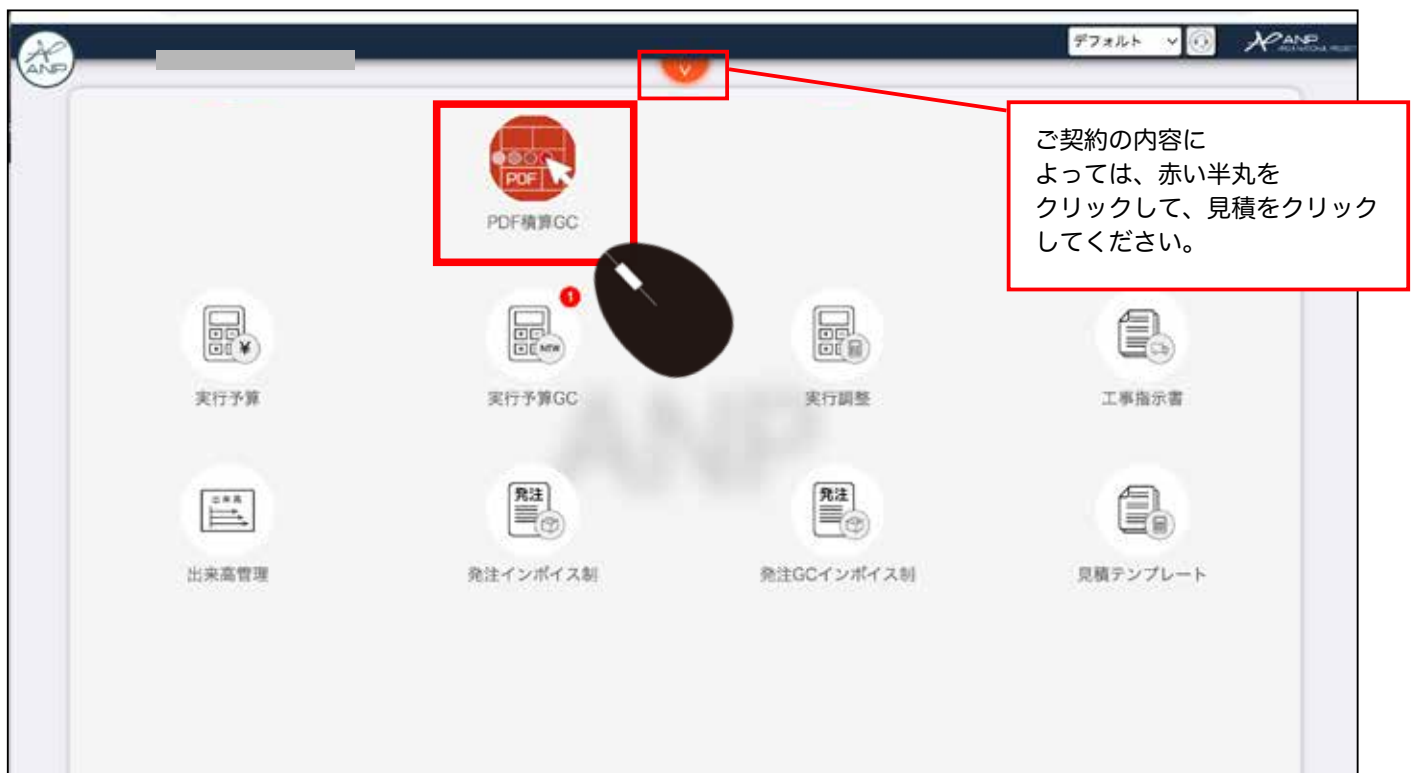 ANP
デフォルト
ANP
ご契約の内容に
よっては、赤い半丸を
クリックして、見積をクリック
してください。
PDF
PDF積算GC
1
¥
NEW
実行予算
実行予算GC
実行調整
工事指示書
ANP
出来高
発注
発注
出来高管理
発注インボイス制
発注GCインボイス制
見積テンプレート